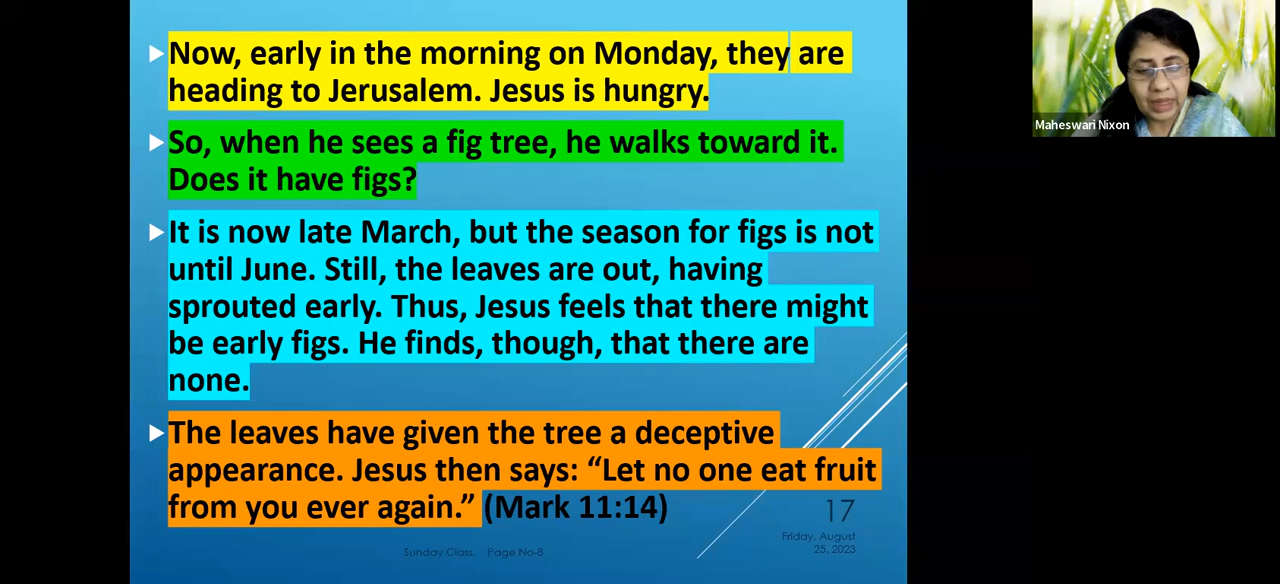 Now, early in the morning on Monday, they are
heading to Jerusalem. Jesus is hungry.
So, when he sees a fig tree, he walks toward it.
Does it have figs?
It is now late March, but the season for figs is not
until June. Still, the leaves are out, having
sprouted early. Thus, Jesus feels that there might
be early figs. He finds, though, that there are
none.
The leaves have given the tree a deceptive
appearance. Jesus then says: “Let no one eat fruit
from you ever again.” (Mark 11:14)
17
Friday, August
25, 2023
Sunday Class. Page No-8
Maheswari Nixon